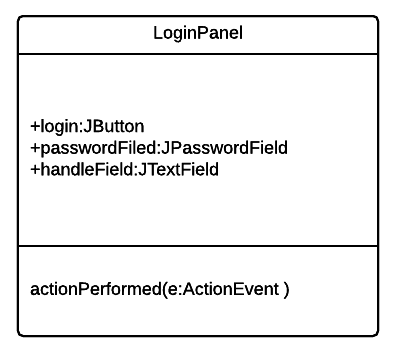 LoginPanel
+login:JButton
+passwordFiled:JPasswordField
+handleField:JTextField
actionPerformed(e:ActionEvent )